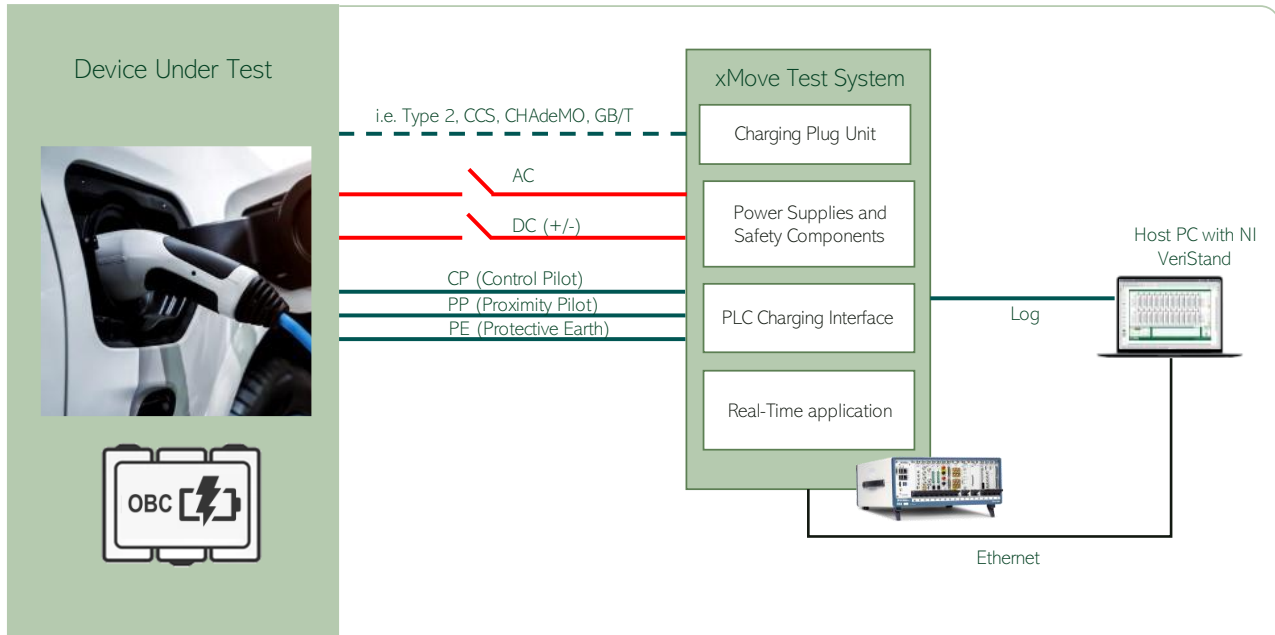 Device Under Test
OBC
i.e. Type 2, CCS, CHAdeMO, GB/T
AC
DC (+/-)
CP (Control Pilot)
PP (Proximity Pilot)
PE (Protective Earth)
xMove Test System
Charging Plug Unit
Power Supplies and
Safety Components
PLC Charging Interface
Real-Time application
Log
Host PC with NI
VeriStand
Ethernet